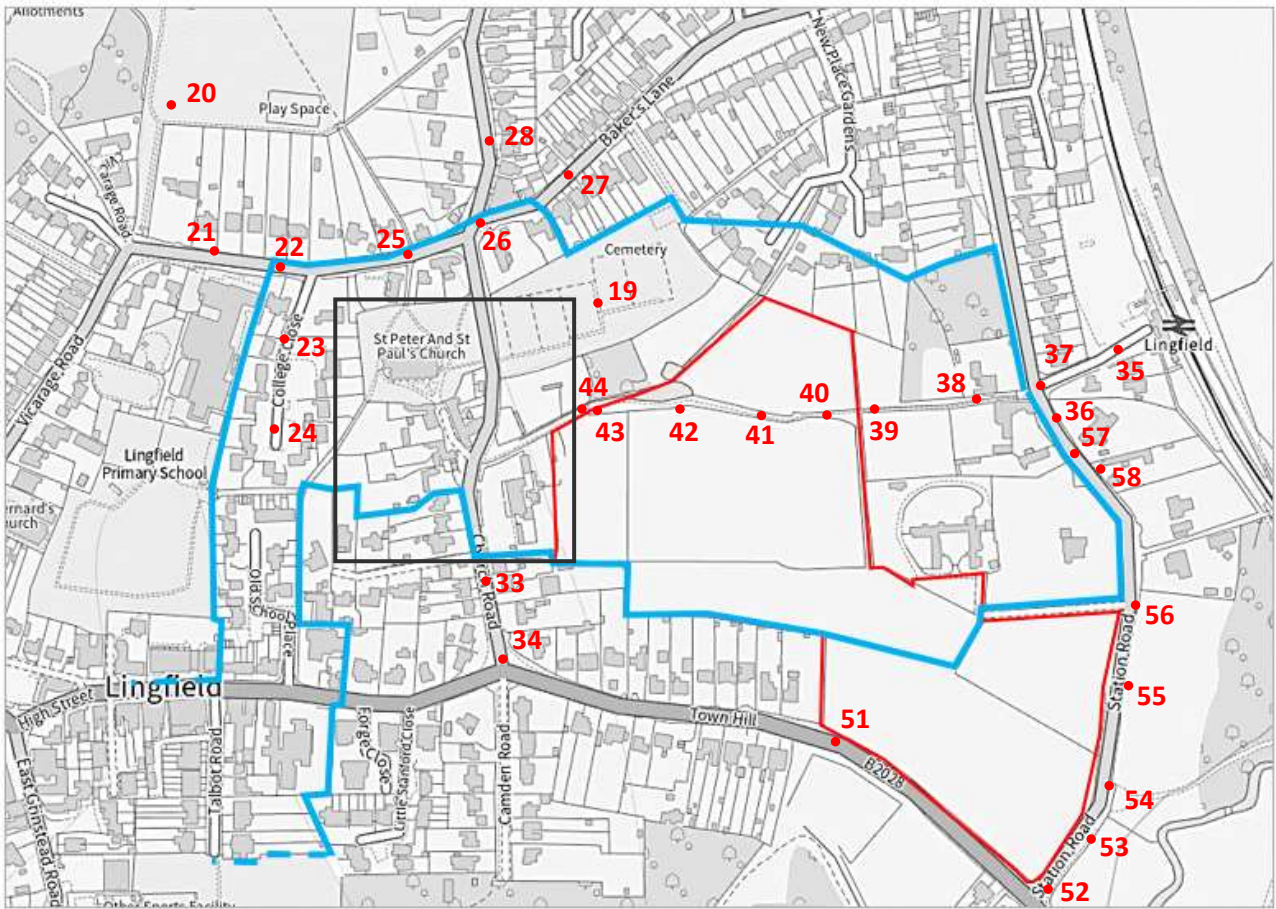 Allotments
20
Play Space
28
Baker's Lane
New Place Gardens
27
Vicarage Road
21
22
25
26
Cemetery
19
23
College Close
St Peter And St
Paul's Church
37
35
Lingfield
Vicarage Road
44
43
42
41
40
39
38
36
24
57
58
Lingfield
Primary School
ernard's
urch
Old School Place
Church Road
33
56
34
Station Road
Lingfield
High Street
55
Town Hill
51
Forge Close
Little Stanford Close
Camden Road
Talbot Road
East Grinstead Road
B2028
54
53
Station Road
52
Other Sports Facility